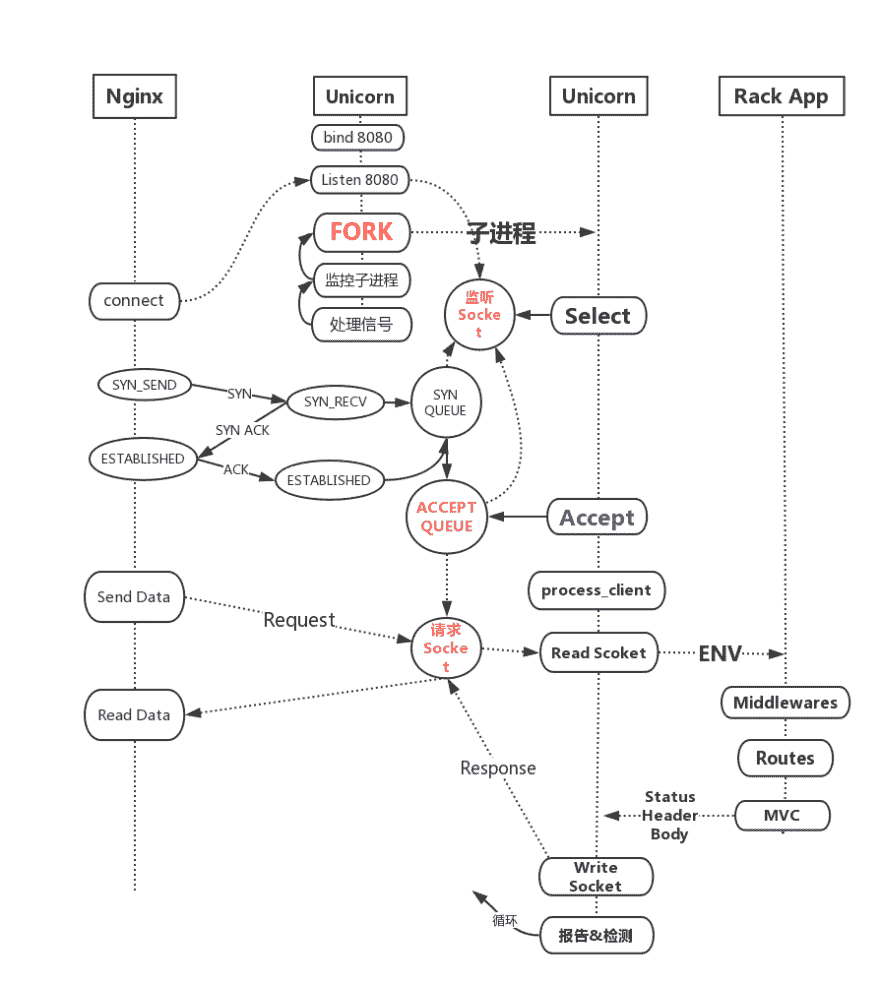 Nginx
Unicorn
Unicorn
Rack App
bind 8080
Listen 8080
FORK
子进程
监控子进程
处理信号
connect
监听
Socke
t
Select
SYN_SEND
SYN
SYN_RECV
SYN
QUEUE
SYN ACK
ESTABLISHED
ACK
ESTABLISHED
ACCEPT
QUEUE
Accept
process_client
Send Data
Request
请求
Socke
t
Read Scoket
ENV
Read Data
Middlewares
Routes
Response
Status
Header
Body
MVC
Write
Socket
循环
报告&检测